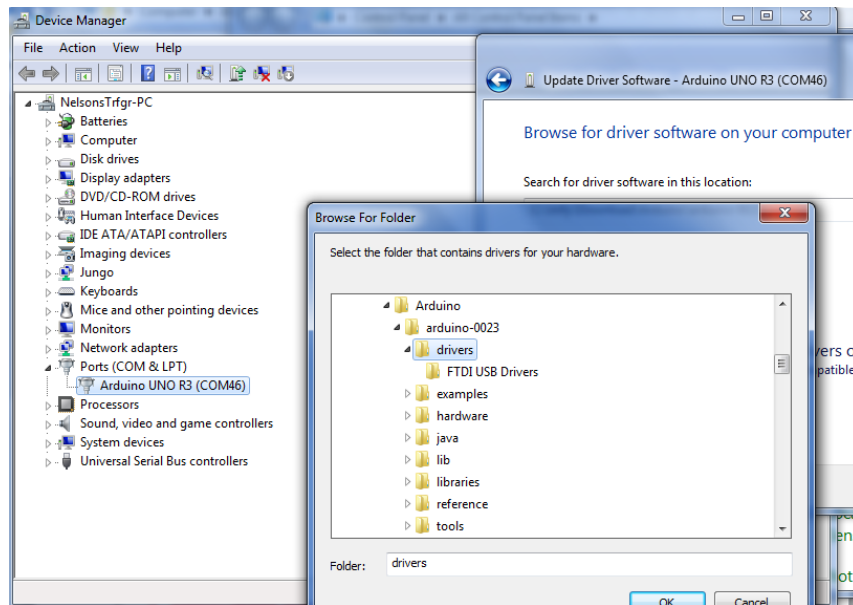 Device Manager
File Action View Help
NelsonsTrfgr-PC
Batteries
Computer
Disk drives
Display adapters
DVD/CD-ROM drives
Human Interface Devices
IDE ATA/ATAPI controllers
Imaging devices
Jungo
Keyboards
Mice and other pointing devices
Monitors
Network adapters
Ports (COM & LPT)
Arduino UNO R3 (COM46)
Processors
Sound, video and game controllers
System devices
Universal Serial Bus controllers
Update Driver Software - Arduino UNO R3 (COM46)
Browse for driver software on your computer
Search for driver software in this location:
Browse For Folder
Select the folder that contains drivers for your hardware.
Arduino
arduino-0023
drivers
FTDI USB Drivers
examples
hardware
java
lib
libraries
reference
tools
Folder: drivers
OK Cancel